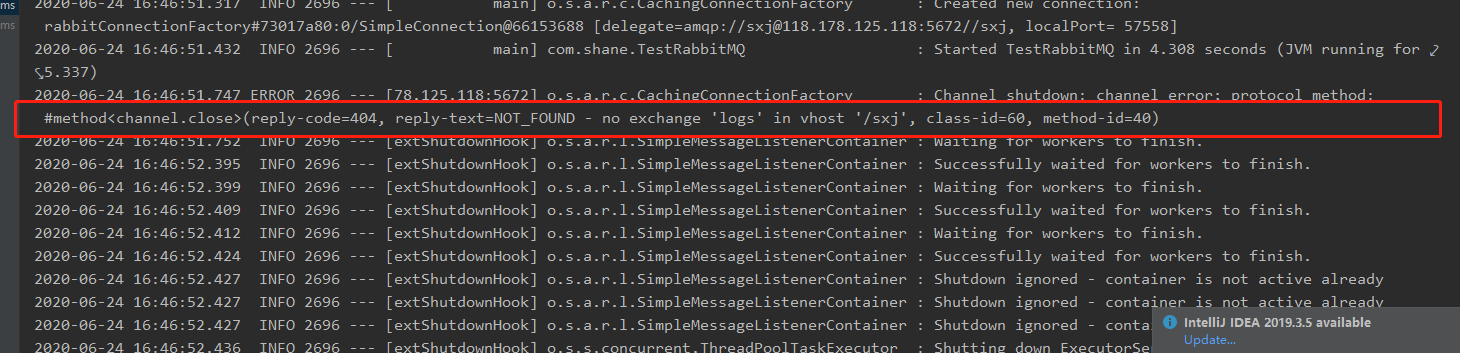 ms
2020-06-24 16:46:51.317  INFO 2696 --- [           main] o.s.a.r.c.CachingConnectionFactory       : Created new connection:
ms
rabbitConnectionFactory#73017a80:0/SimpleConnection@66153688 [delegate=amqp://sxj@118.178.125.118:5672//sxj, localPort= 57558]
2020-06-24 16:46:51.432  INFO 2696 --- [           main] com.shane.TestRabbitMQ                   : Started TestRabbitMQ in 4.308 seconds (JVM running for
5.337)
2020-06-24 16:46:51.747 ERROR 2696 --- [78.125.118:5672] o.s.a.r.c.CachingConnectionFactory       : Channel shutdown: channel error; protocol method:
#method<channel.close>(reply-code=404, reply-text=NOT_FOUND - no exchange 'logs' in vhost '/sxj', class-id=60, method-id=40)
2020-06-24 16:46:51.752  INFO 2696 --- [extShutdownHook] o.s.a.r.l.SimpleMessageListenerContainer : Waiting for workers to finish.
2020-06-24 16:46:52.395  INFO 2696 --- [extShutdownHook] o.s.a.r.l.SimpleMessageListenerContainer : Successfully waited for workers to finish.
2020-06-24 16:46:52.399  INFO 2696 --- [extShutdownHook] o.s.a.r.l.SimpleMessageListenerContainer : Waiting for workers to finish.
2020-06-24 16:46:52.409  INFO 2696 --- [extShutdownHook] o.s.a.r.l.SimpleMessageListenerContainer : Successfully waited for workers to finish.
2020-06-24 16:46:52.412  INFO 2696 --- [extShutdownHook] o.s.a.r.l.SimpleMessageListenerContainer : Waiting for workers to finish.
2020-06-24 16:46:52.424  INFO 2696 --- [extShutdownHook] o.s.a.r.l.SimpleMessageListenerContainer : Successfully waited for workers to finish.
2020-06-24 16:46:52.427  INFO 2696 --- [extShutdownHook] o.s.a.r.l.SimpleMessageListenerContainer : Shutdown ignored - container is not active already
2020-06-24 16:46:52.427  INFO 2696 --- [extShutdownHook] o.s.a.r.l.SimpleMessageListenerContainer : Shutdown ignored - container is not active already
2020-06-24 16:46:52.427  INFO 2696 --- [extShutdownHook] o.s.a.r.l.SimpleMessageListenerContainer : Shutdown ignored - contai
IntelliJ IDEA 2019.3.5 available
2020-06-24 16:46:52.436  INFO 2696 --- [extShutdownHook] o.s.s.concurrent.ThreadPoolTaskExecutor  : Shutting down ExecutorSer
Update...